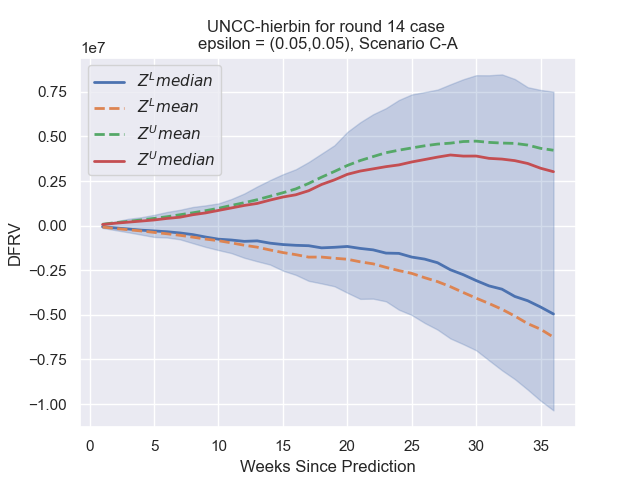 UNCC-hierbin for round 14 case
epsilon = (0.05,0.05), Scenario C-A
1e7
Z^L median
Z^L mean
Z^U mean
Z^U median
0.75
0.50
0.25
0.00
−0.25
−0.50
−0.75
−1.00
DFRV
0 5 10 15 20 25 30 35
Weeks Since Prediction